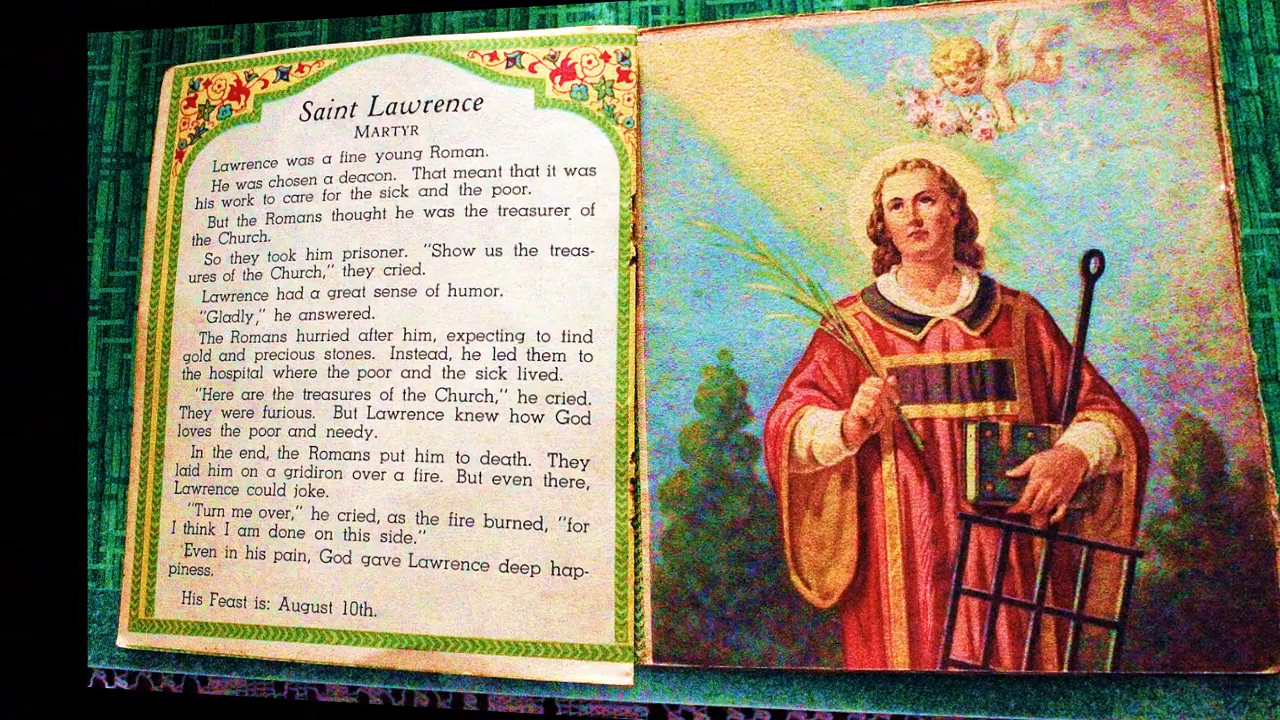 Saint Lawrence
MARTYR
Lawrence was a fine young Roman.
He was chosen a deacon. That meant that it was
his work to care for the sick and the poor.
But the Romans thought he was the treasurer of
the Church.
So they took him prisoner. "Show us the treas-
ures of the Church," they cried.
Lawrence had a great sense of humor.
"Gladly," he answered.
The Romans hurried after him, expecting to find
gold and precious stones. Instead, he led them to
the hospital where the poor and the sick lived.
"Here are the treasures of the Church," he cried.
They were furious. But Lawrence knew how God
loves the poor and needy.
In the end, the Romans put him to death. They
laid him on a gridiron over a fire. But even there,
Lawrence could joke.
"Turn me over," he cried, as the fire burned, "for
I think I am done on this side."
Even in his pain, God gave Lawrence deep hap-
piness.
His Feast is: August 10th.